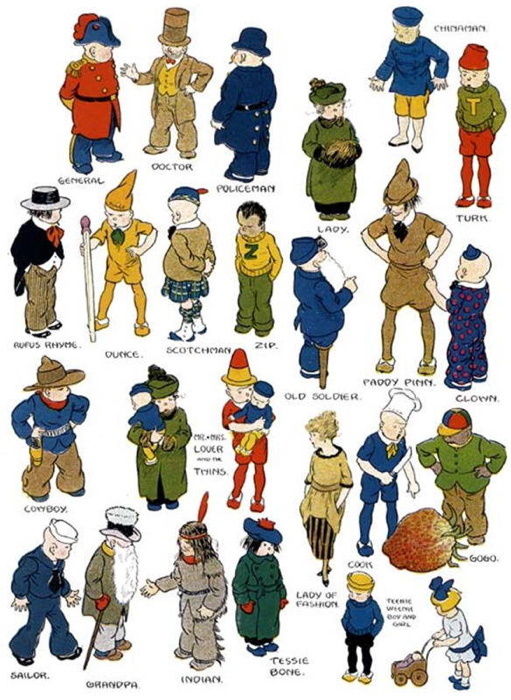 CHINAMAN.
GENERAL
DOCTOR
POLICEMAN
LADY.
TURK.
T
RUFUS RHYME.
DUNCE.
SCOTCHMAN
Z
ZIP.
OLD SOLDIER.
PADDY PINN.
CLOWN.
COWBOY.
MR. & MRS.
LOVER
AND THE
TWINS.
LADY OF
FASHION.
COOK
GOGO.
SAILOR.
GRANDPA
INDIAN.
TESSIE
BONE.
TEENIE
WEENIE
BOY AND
GIRL